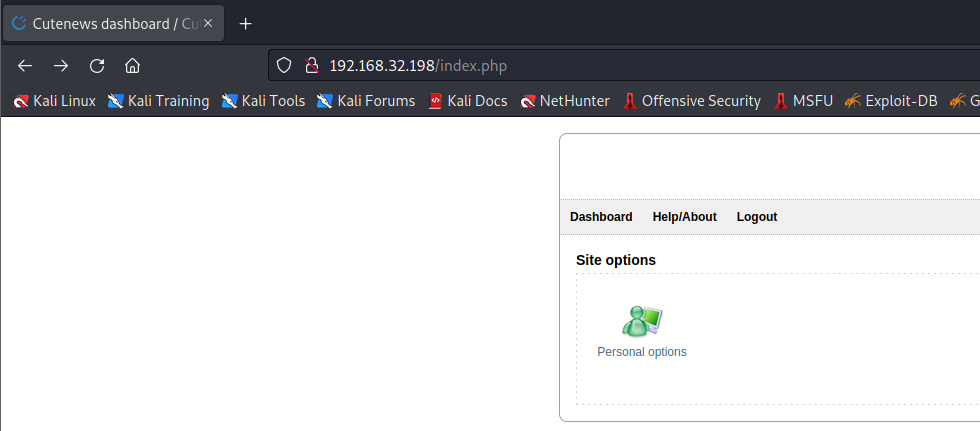 Cutenews dashboard / Cu
192.168.32.198/index.php
Kali Linux Kali Training Kali Tools Kali Forums Kali Docs NetHunter Offensive Security MSFU Exploit-DB G
Dashboard Help/About Logout
Site options
Personal options